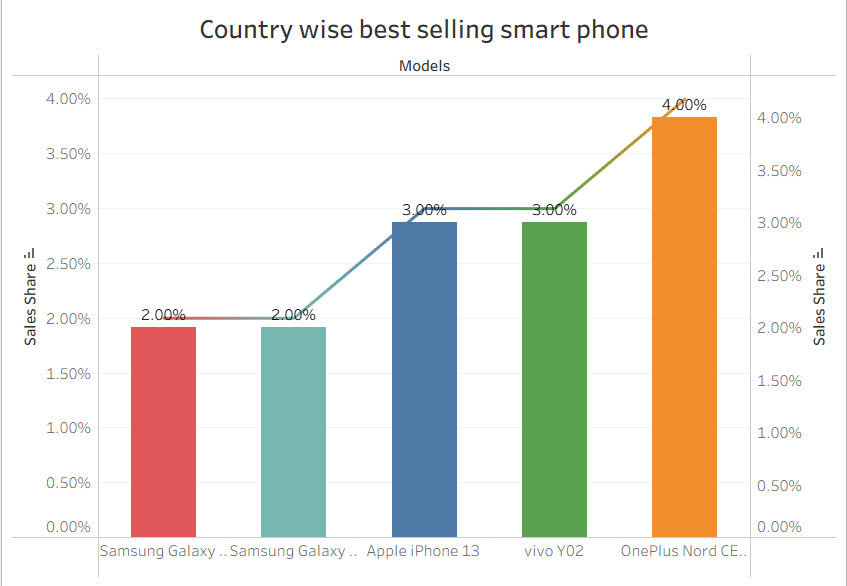 Country wise best selling smart phone
Models
4.00%
3.50%
3.00%
2.50%
2.00%
1.50%
1.00%
0.50%
0.00%
Sales Share
2.00%
2.00%
3.00%
3.00%
4.00%
4.00%
3.50%
3.00%
2.50%
2.00%
1.50%
1.00%
0.50%
0.00%
Sales Share
Samsung Galaxy ..
Samsung Galaxy ..
Apple iPhone 13
vivo Y02
OnePlus Nord CE..